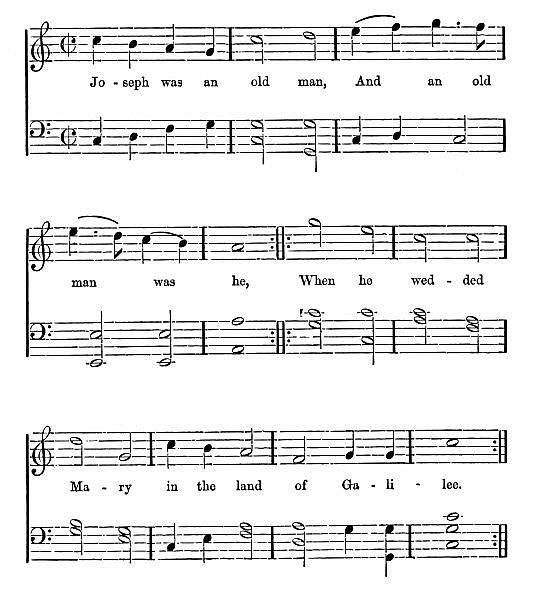 Jo - seph was an old man, And an old
man was he, When he wed - ded
Ma - ry in the land of Ga - li - lee.